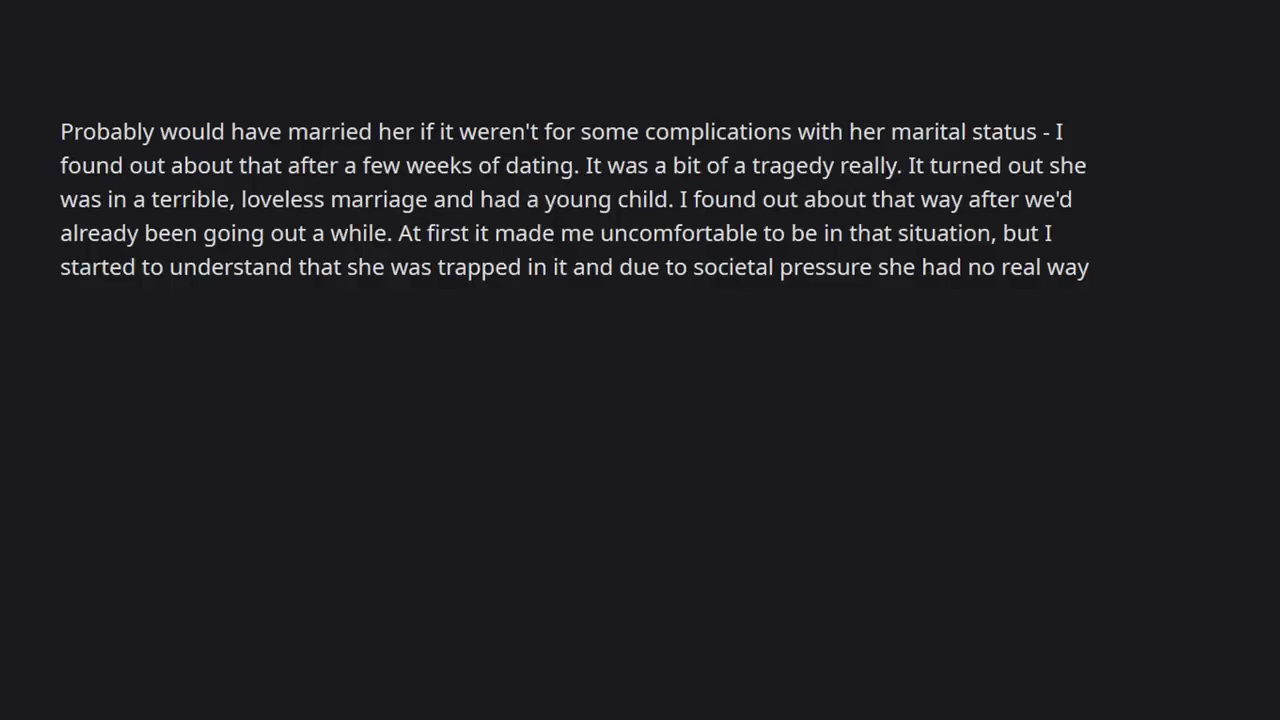 Probably would have married her if it weren't for some complications with her marital status - I
found out about that after a few weeks of dating. It was a bit of a tragedy really. It turned out she
was in a terrible, loveless marriage and had a young child. I found out about that way after we'd
already been going out a while. At first it made me uncomfortable to be in that situation, but I
started to understand that she was trapped in it and due to societal pressure she had no real way